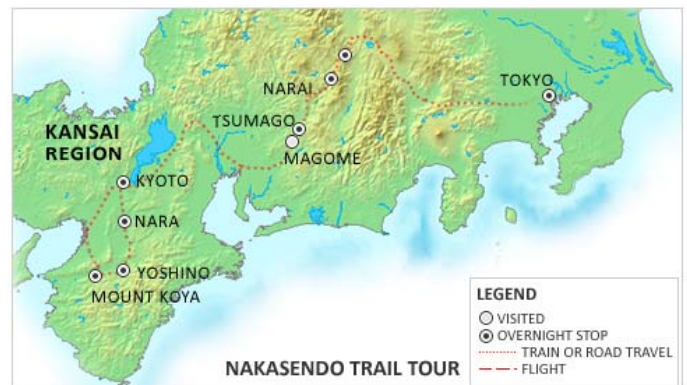 NARAI
TOKYO
TSUMAGO
KANSAI
REGION
MAGOME
KYOTO
NARA
YOSHINO
MOUNT KOYA
LEGEND
VISITED
OVERNIGHT STOP
TRAIN OR ROAD TRAVEL
FLIGHT
NAKASENDO TRAIL TOUR